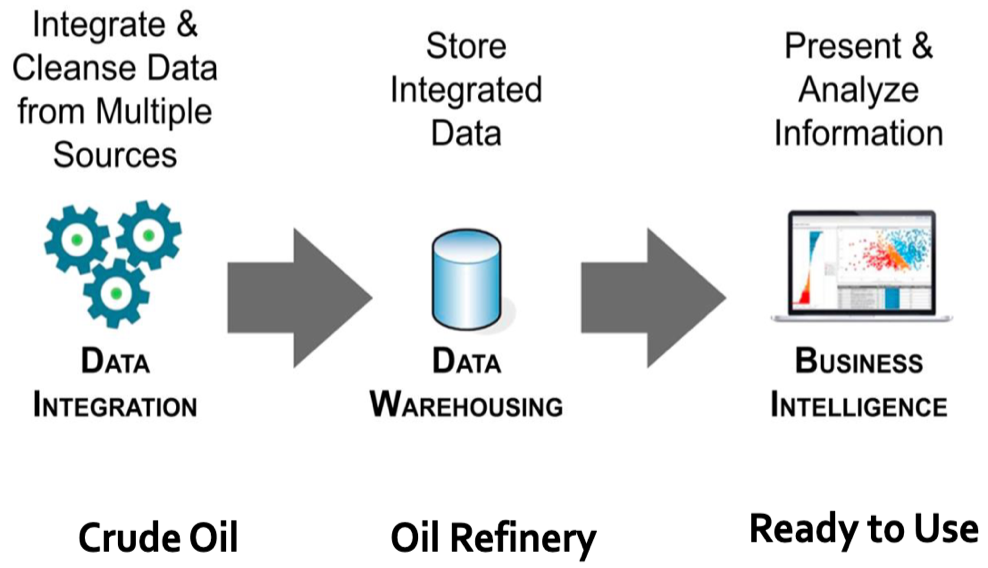 Integrate &
Cleanse Data
from Multiple
Sources
Store
Integrated
Data
Present &
Analyze
Information
DATA
INTEGRATION
DATA
WAREHOUSING
BUSINESS
INTELLIGENCE
Crude Oil
Oil Refinery
Ready to Use